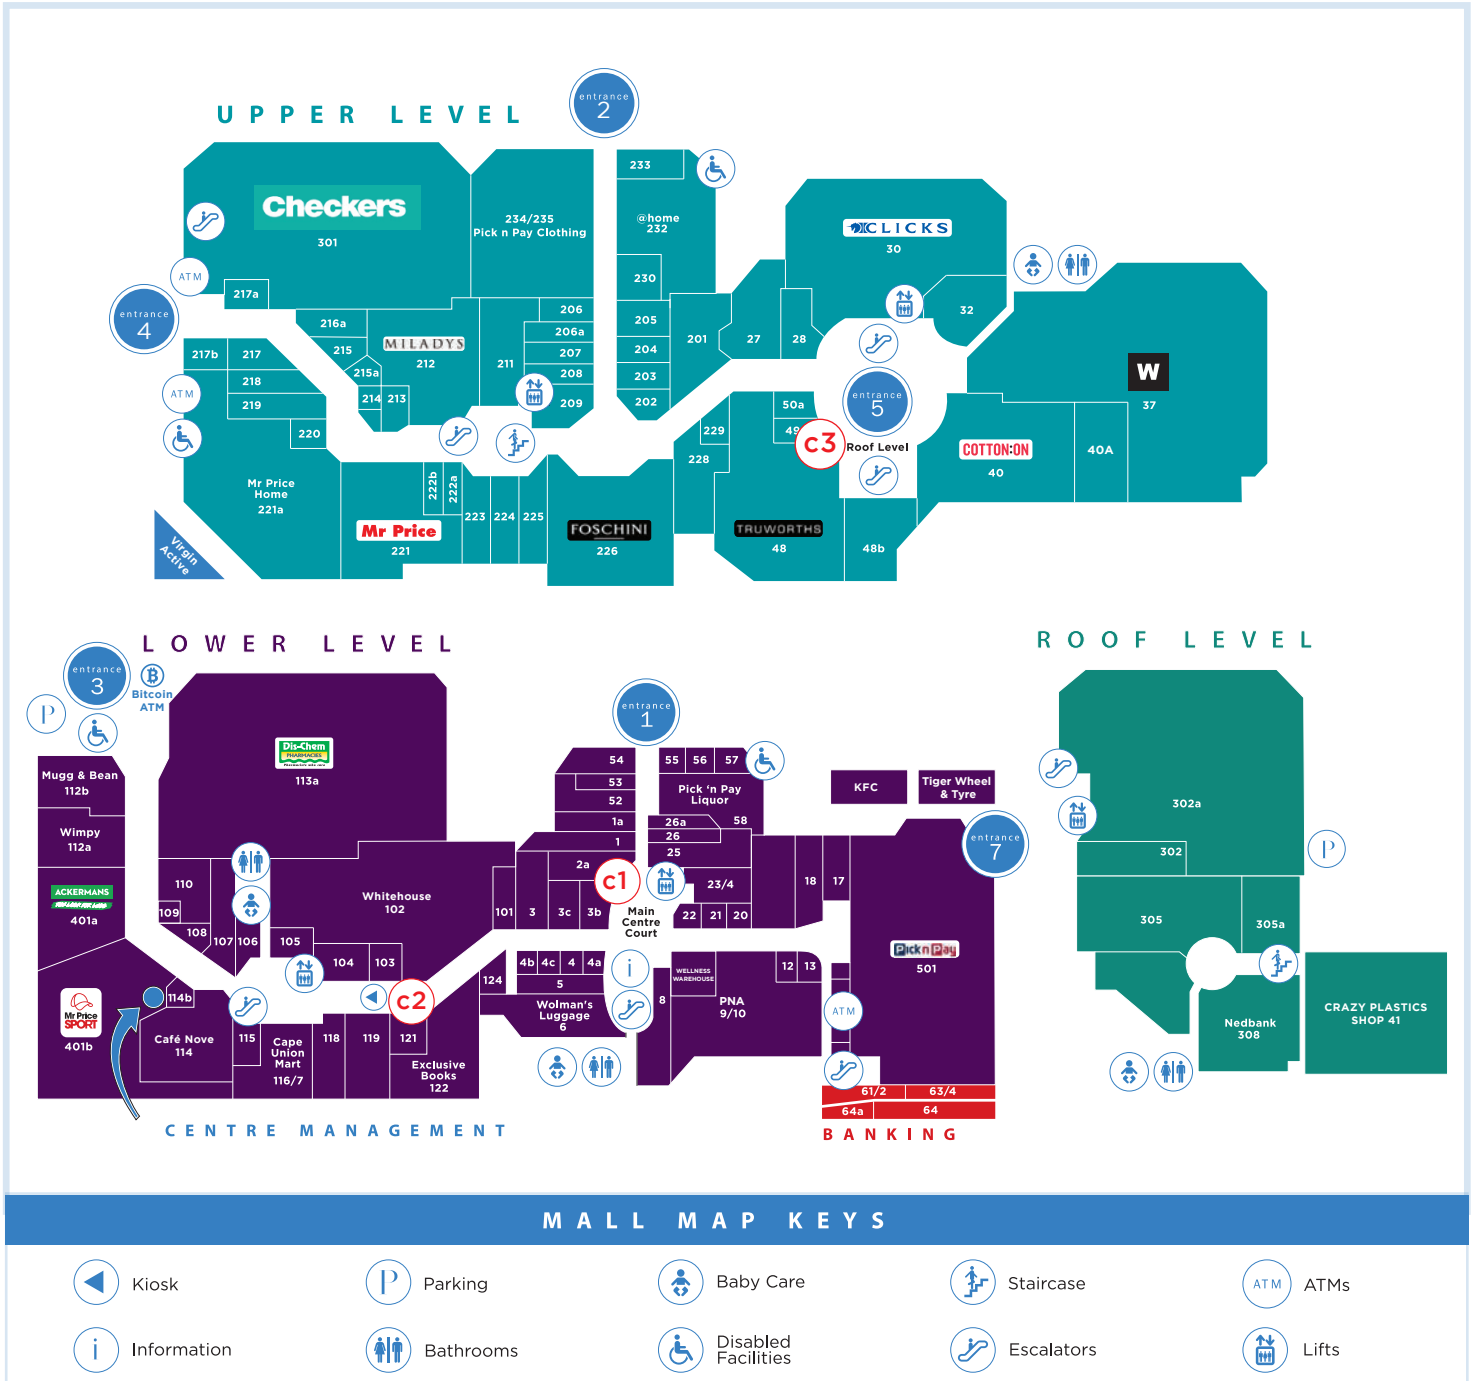 UPPER LEVEL
entrance
2
233
Checkers
301
234/235
Pick n Pay Clothing
@home
232
CLICKS
30
ATM
217a
230
entrance
4
206
206a
207
208
209
205
204
203
202
201
27
28
32
216a
215
215a
214
213
MILADYS
212
211
217b
217
218
219
220
ATM
W
37
entrance
5
Roof Level
50a
49
c3
229
228
COTTON:ON
40
40A
Mr Price
Home
221a
222b
222a
223
224
225
Mr Price
221
FOSCHINI
226
TRUWORTHS
48
48b
Virgin
Active
LOWER LEVEL
ROOF LEVEL
entrance
3
Bitcoin
ATM
P
entrance
1
Dis-Chem
PHARMACIES
113a
Mugg & Bean
112b
Wimpy
112a
ACKERMANS
401a
54
53
52
1a
1
55
56
57
Pick 'n Pay
Liquor
58
26a
26
25
KFC
Tiger Wheel
& Tyre
entrance
7
302a
302
P
110
109
108
107
106
105
104
103
Whitehouse
102
101
3
2a
3c
3b
c1
Main
Centre
Court
23/4
22
21
20
18
17
305
305a
Pick n Pay
501
124
4b
4c
4
4a
5
Wolman's
Luggage
6
i
8
WELLNESS
WAREHOUSE
PNA
9/10
12
13
ATM
c2
114b
Mr Price
SPORT
401b
Café Nove
114
115
Cape
Union
Mart
116/7
118
119
121
Exclusive
Books
122
Nedbank
308
CRAZY PLASTICS
SHOP 41
61/2
63/4
64a
64
CENTRE MANAGEMENT
BANKING
MALL MAP KEYS
Kiosk
P
Parking
Baby Care
Staircase
ATM
ATMs
i
Information
Bathrooms
Disabled
Facilities
Escalators
Lifts